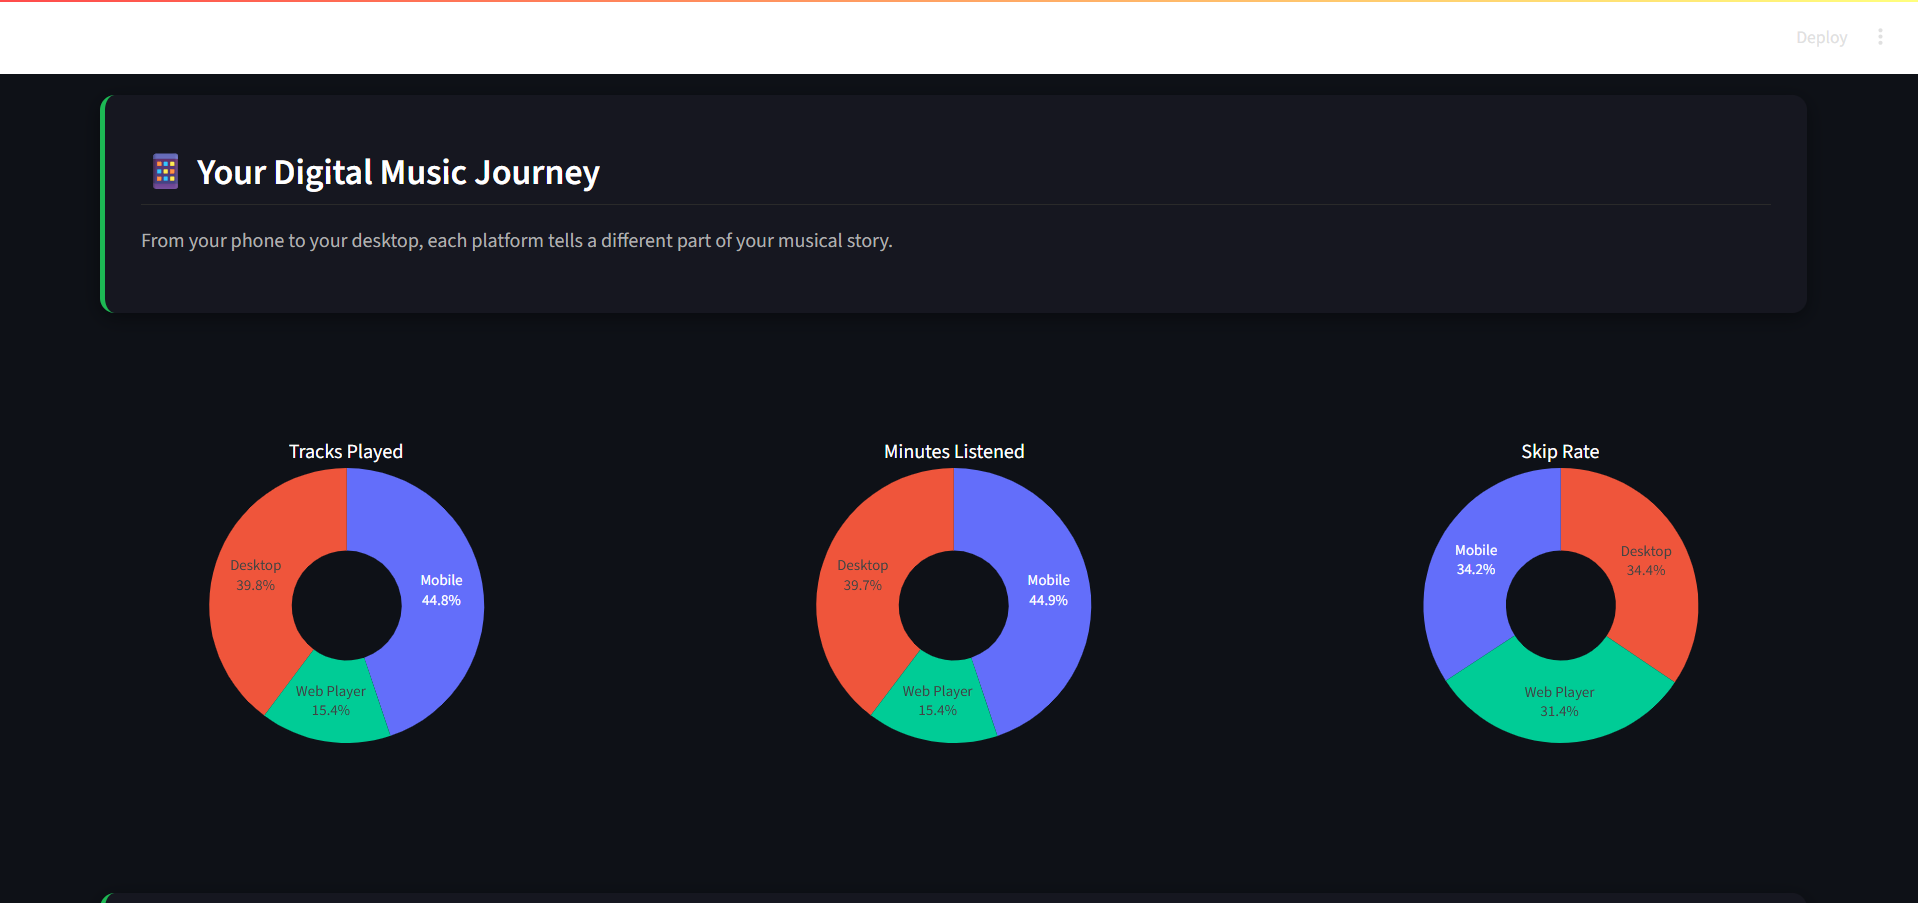 Deploy
Your Digital Music Journey
From your phone to your desktop, each platform tells a different part of your musical story.
Tracks Played
Desktop
39.8%
Mobile
44.8%
Web Player
15.4%
Minutes Listened
Desktop
39.7%
Mobile
44.9%
Web Player
15.4%
Skip Rate
Mobile
34.2%
Desktop
34.4%
Web Player
31.4%